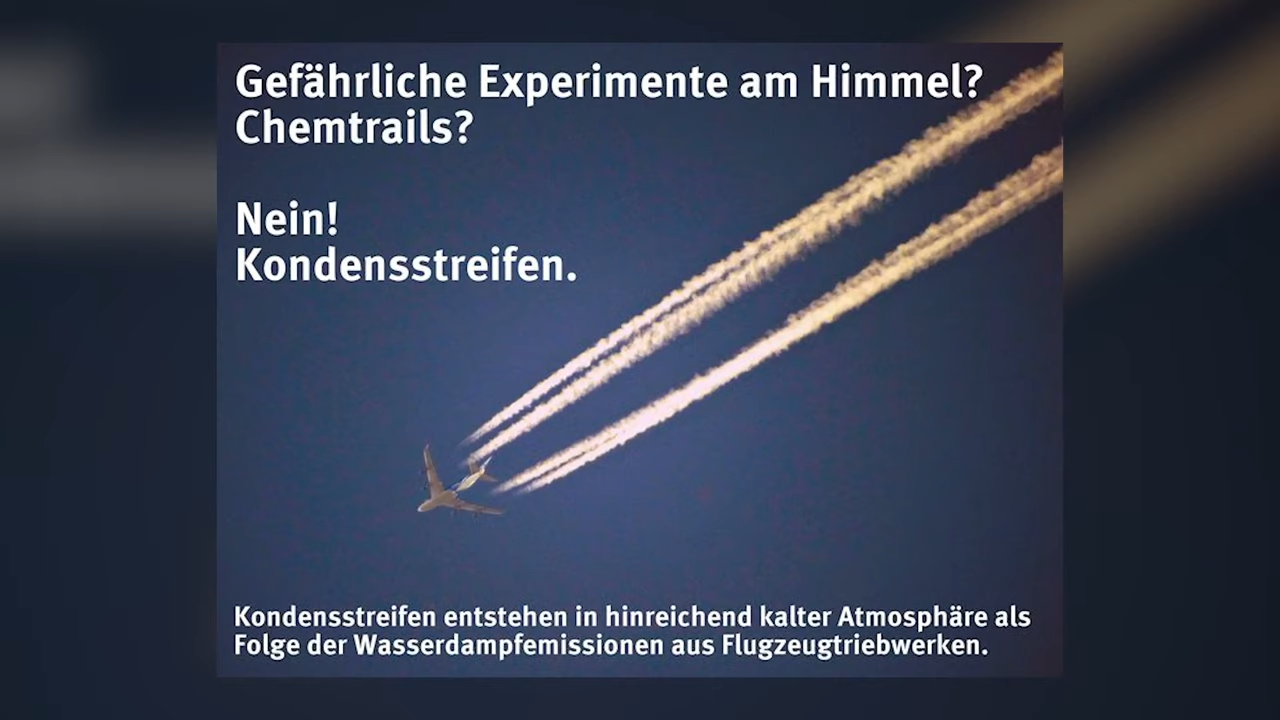 Gefährliche Experimente am Himmel?
Chemtrails?
Nein!
Kondensstreifen.
Kondensstreifen entstehen in hinreichend kalter Atmosphäre als
Folge der Wasserdampfemissionen aus Flugzeugtriebwerken.